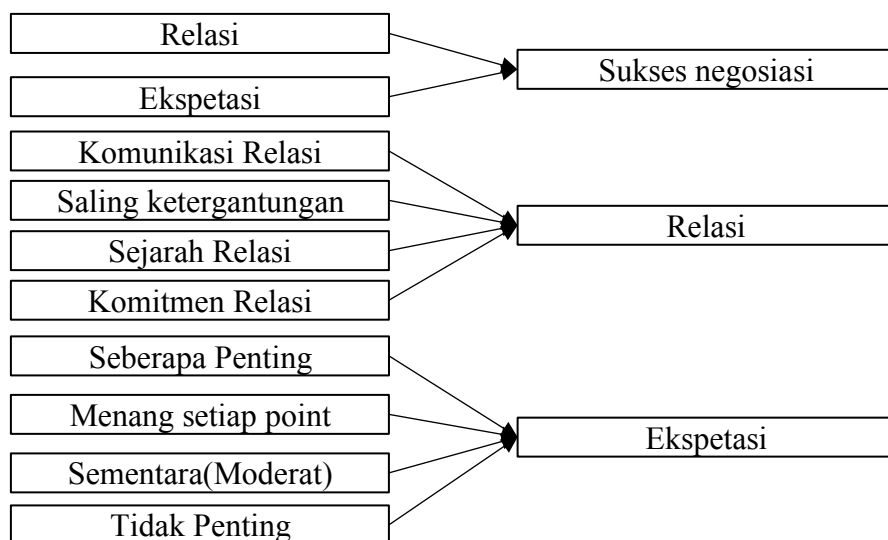 Relasi
Ekspetasi
Sukses negosiasi
Komunikasi Relasi
Saling ketergantungan
Sejarah Relasi
Komitmen Relasi
Relasi
Seberapa Penting
Menang setiap point
Sementara(Moderat)
Tidak Penting
Ekspetasi